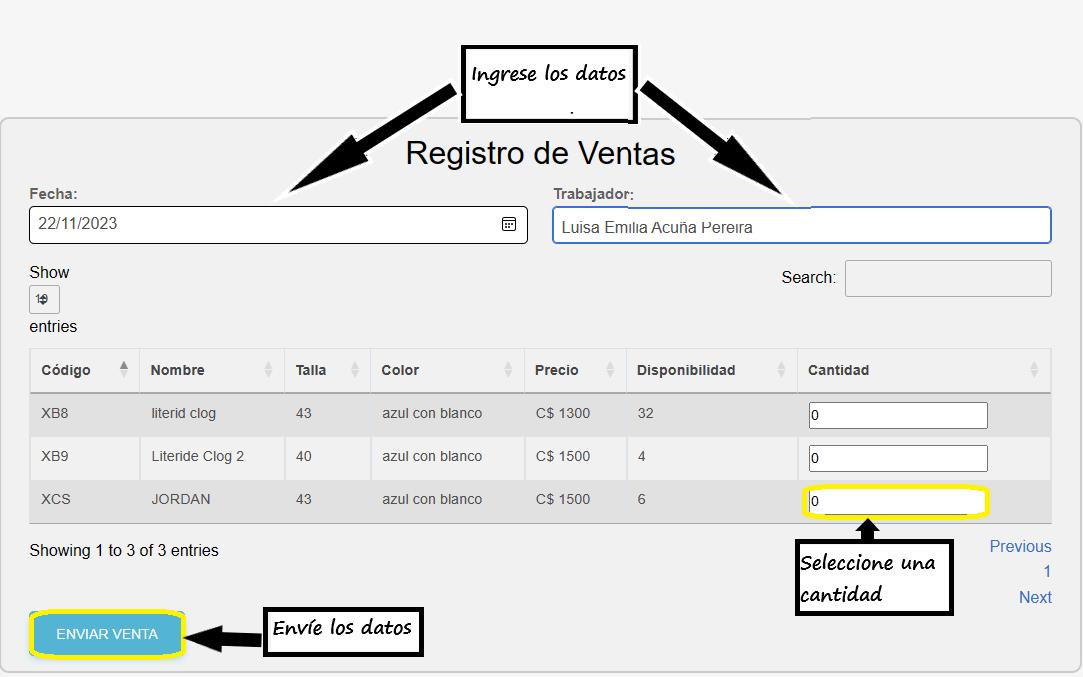 Ingrese los datos
.
Registro de Ventas
Fecha: Trabajador:
22/11/2023 Luisa Emilia Acuña Pereira
Show
Search:
10
entries
Código Nombre Talla Color Precio Disponibilidad Cantidad
XB8 literid clog 43 azul con blanco C$ 1300 32 0
XB9 Literide Clog 2 40 azul con blanco C$ 1500 4 0
XCS JORDAN 43 azul con blanco C$ 1500 6 0
Showing 1 to 3 of 3 entries
Previous
1
Next
Seleccione una
cantidad
ENVIAR VENTA
Envíe los datos